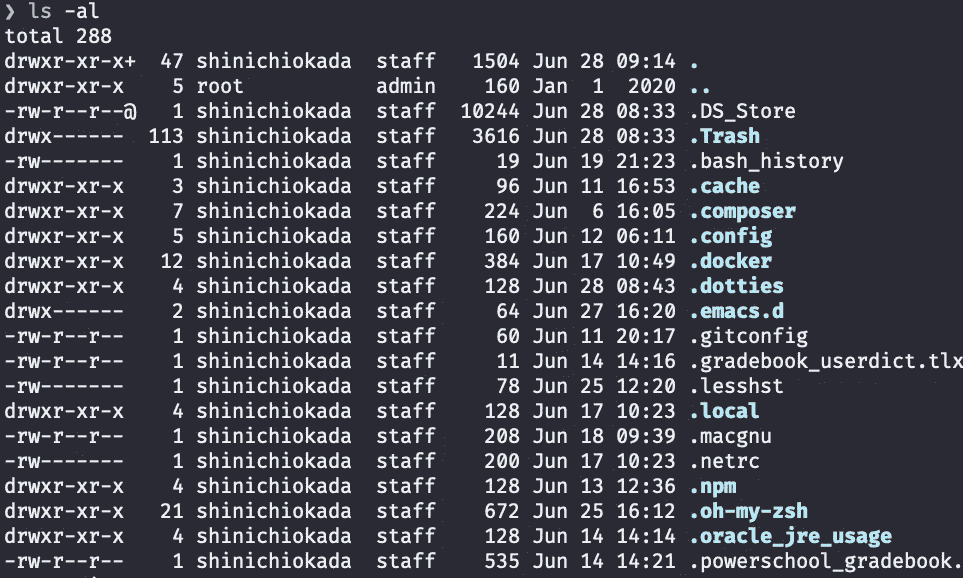 ❯ ls -al
total 288
drwxr-xr-x+  47 shinichiokada  staff   1504 Jun 28 09:14 .
drwxr-xr-x    5 root           admin    160 Jan  1  2020 ..
-rw-r--r--@   1 shinichiokada  staff  10244 Jun 28 08:33 .DS_Store
drwx------  113 shinichiokada  staff   3616 Jun 28 08:33 .Trash
-rw-------    1 shinichiokada  staff     19 Jun 19 21:23 .bash_history
drwxr-xr-x    3 shinichiokada  staff     96 Jun 11 16:53 .cache
drwxr-xr-x    7 shinichiokada  staff    224 Jun  6 16:05 .composer
drwxr-xr-x    5 shinichiokada  staff    160 Jun 12 06:11 .config
drwxr-xr-x   12 shinichiokada  staff    384 Jun 17 10:49 .docker
drwxr-xr-x    4 shinichiokada  staff    128 Jun 28 08:43 .dotties
drwx------    2 shinichiokada  staff     64 Jun 27 16:20 .emacs.d
-rw-r--r--    1 shinichiokada  staff     60 Jun 11 20:17 .gitconfig
-rw-r--r--    1 shinichiokada  staff     11 Jun 14 14:16 .gradebook_userdict.tlx
-rw-------    1 shinichiokada  staff     78 Jun 25 12:20 .lesshst
drwxr-xr-x    4 shinichiokada  staff    128 Jun 17 10:23 .local
-rw-r--r--    1 shinichiokada  staff    208 Jun 18 09:39 .macgnu
-rw-------    1 shinichiokada  staff    200 Jun 17 10:23 .netrc
drwxr-xr-x    4 shinichiokada  staff    128 Jun 13 12:36 .npm
drwxr-xr-x   21 shinichiokada  staff    672 Jun 25 16:12 .oh-my-zsh
drwxr-xr-x    4 shinichiokada  staff    128 Jun 14 14:14 .oracle_jre_usage
-rw-r--r--    1 shinichiokada  staff    535 Jun 14 14:21 .powerschool_gradebook.